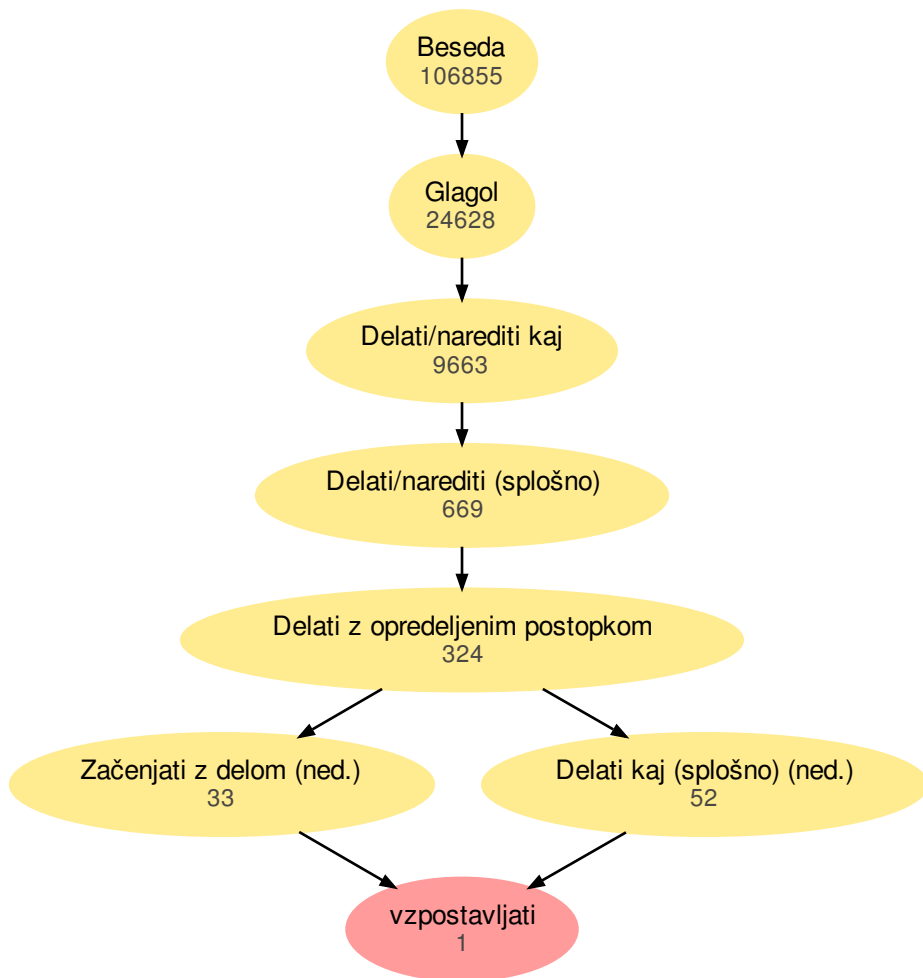 Beseda
106855
Glagol
24628
Delati/narediti kaj
9663
Delati/narediti (splošno)
669
Delati z opredeljenim postopkom
324
Začenjati z delom (ned.)
33
Delati kaj (splošno) (ned.)
52
vzpostavljati
1